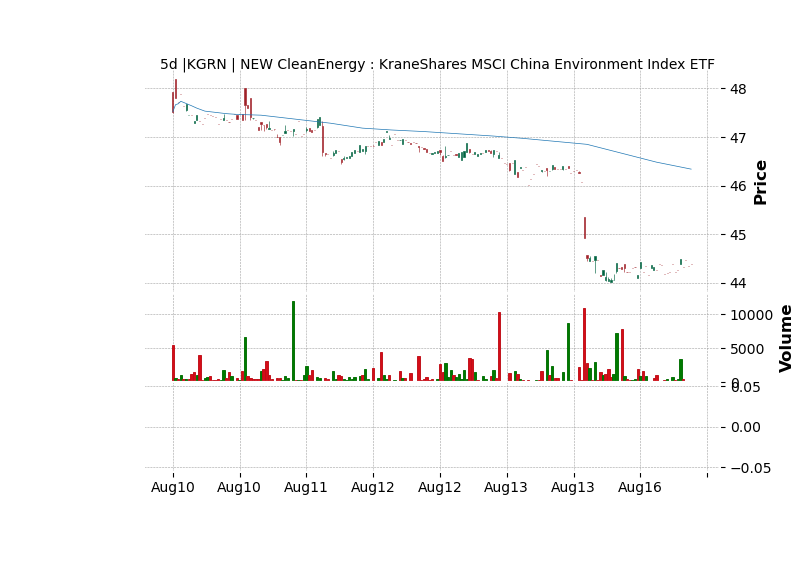 5d |KGRN | NEW CleanEnergy : KraneShares MSCI China Environment Index ETF
48
47
46
45
44
Price
10000
5000
0
Volume
0.05
0.00
−0.05
Aug10 Aug10 Aug11 Aug12 Aug12 Aug13 Aug13 Aug16